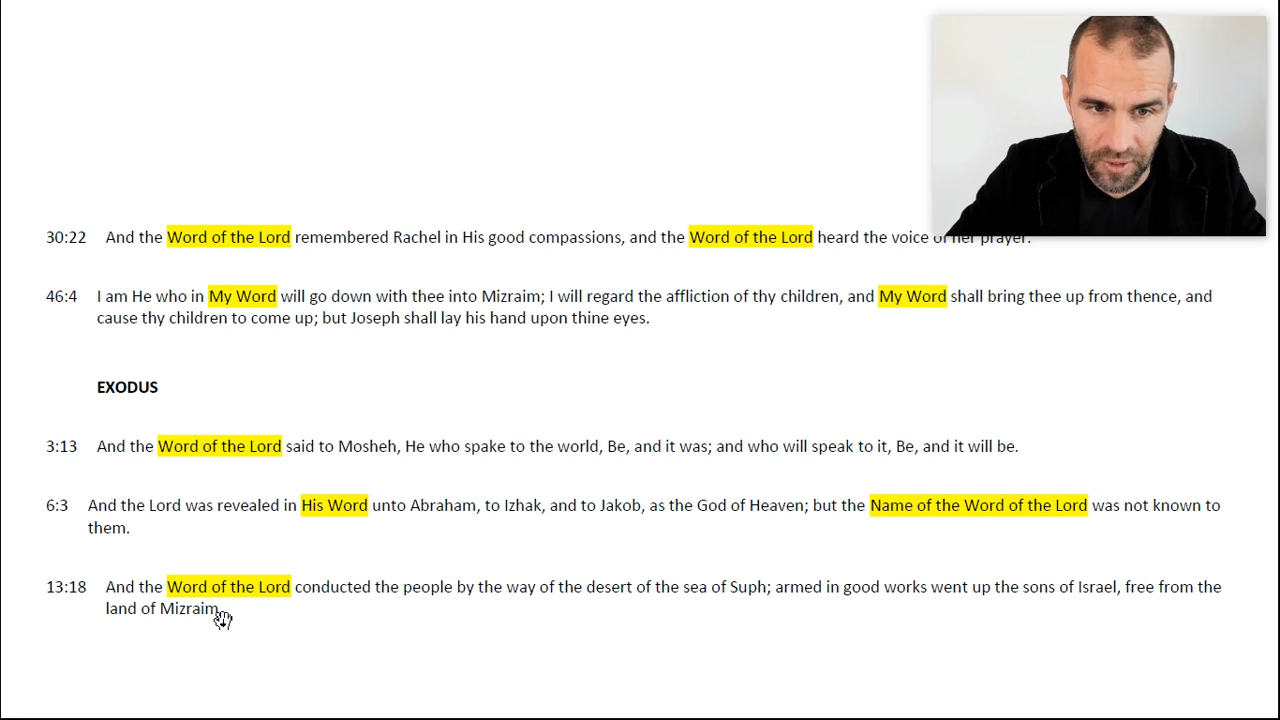 30:22 And the Word of the Lord remembered Rachel in His good compassions, and the Word of the Lord heard the voice of her prayer.
46:4 I am He who in My Word will go down with thee into Mizraim; I will regard the affliction of thy children, and My Word shall bring thee up from thence, and
cause thy children to come up; but Joseph shall lay his hand upon thine eyes.
EXODUS
3:13 And the Word of the Lord said to Mosheh, He who spake to the world, Be, and it was; and who will speak to it, Be, and it will be.
6:3 And the Lord was revealed in His Word unto Abraham, to Izhak, and to Jakob, as the God of Heaven; but the Name of the Word of the Lord was not known to
them.
13:18 And the Word of the Lord conducted the people by the way of the desert of the sea of Suph; armed in good works went up the sons of Israel, free from the
land of Mizraim.